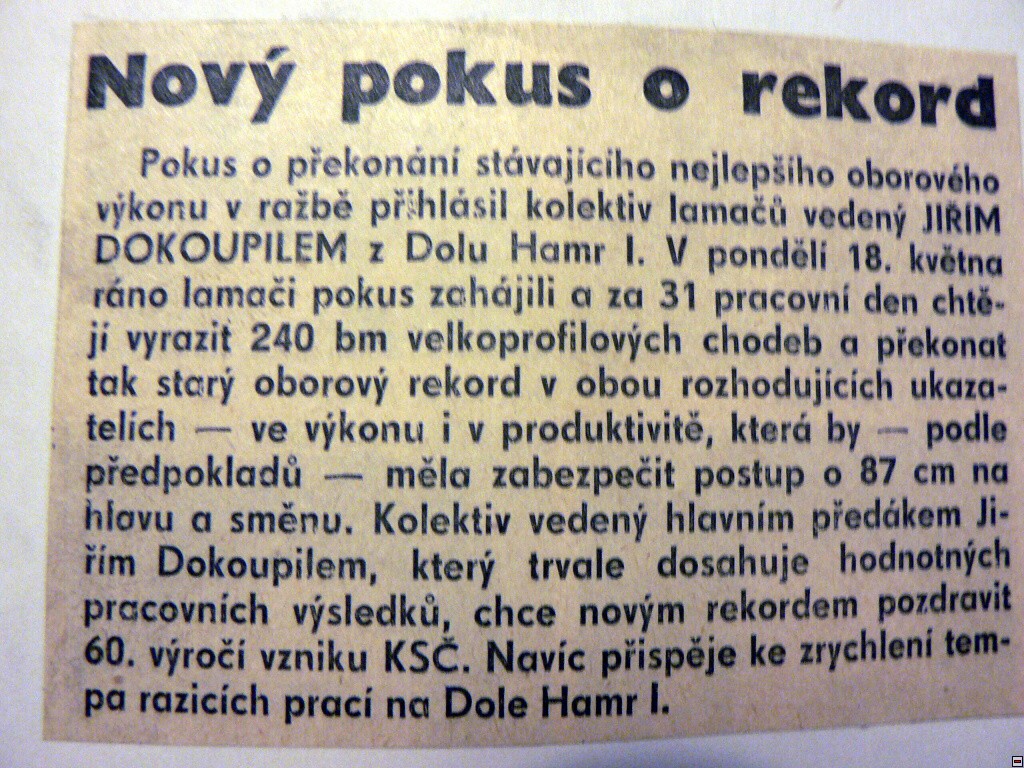 Nový pokus o rekord
Pokus o překonání stávajícího nejlepšího oborového
výkonu v ražbě přihlásil kolektiv lamačů vedený JIŘÍM
DOKOUPILEM z Dolu Hamr I. V pondělí 18. května
ráno lamači pokus zahájili a za 31 pracovní den chtě-
jí vyrazit 240 bm velkoprofilových chodeb a překonat
tak starý oborový rekord v obou rozhodujících ukaza-
telích — ve výkonu i v produktivitě, která by — podle
předpokladů — měla zabezpečit postup o 87 cm na
hlavu a směnu. Kolektiv vedený hlavním předákem Ji-
řím Dokoupilem, který trvale dosahuje hodnotných
pracovních výsledků, chce novým rekordem pozdravit
60. výročí vzniku KSČ. Navíc přispěje ke zrychlení tem-
pa razicích prací na Dole Hamr I.